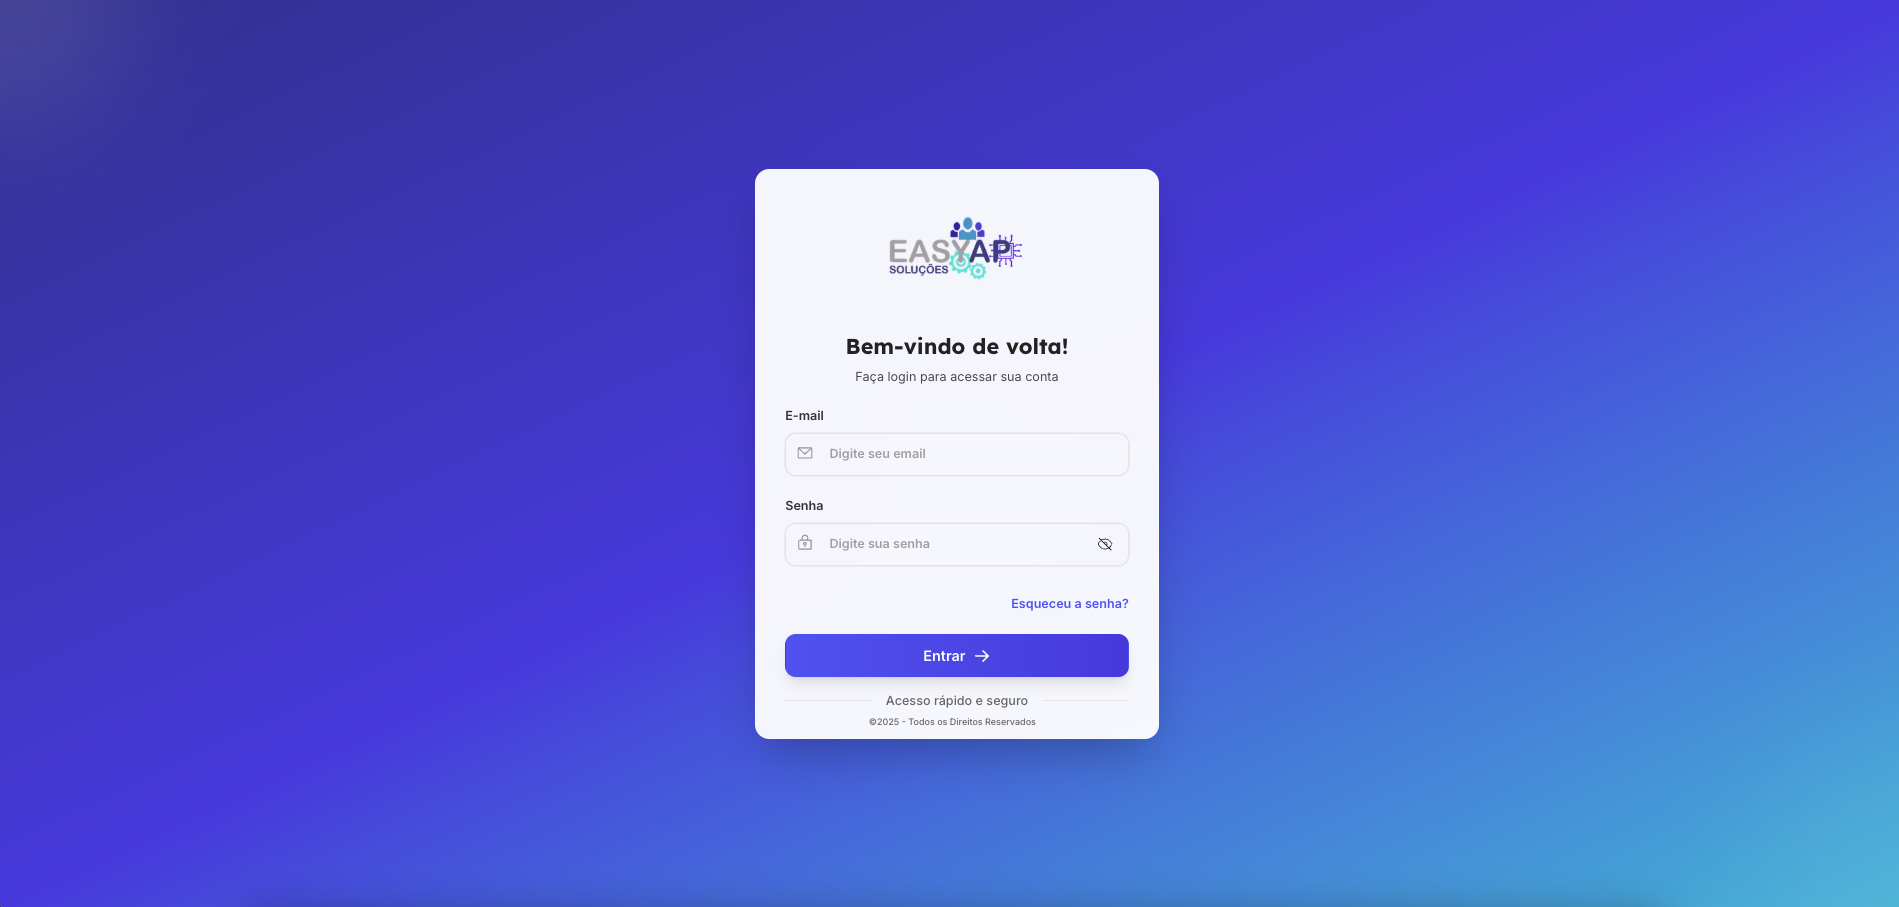 EASYAP
SOLUÇÕES
Bem-vindo de volta!
Faça login para acessar sua conta
E-mail
Digite seu email
Senha
Digite sua senha
Esqueceu a senha?
Entrar
Acesso rápido e seguro
©2025 - Todos os Direitos Reservados